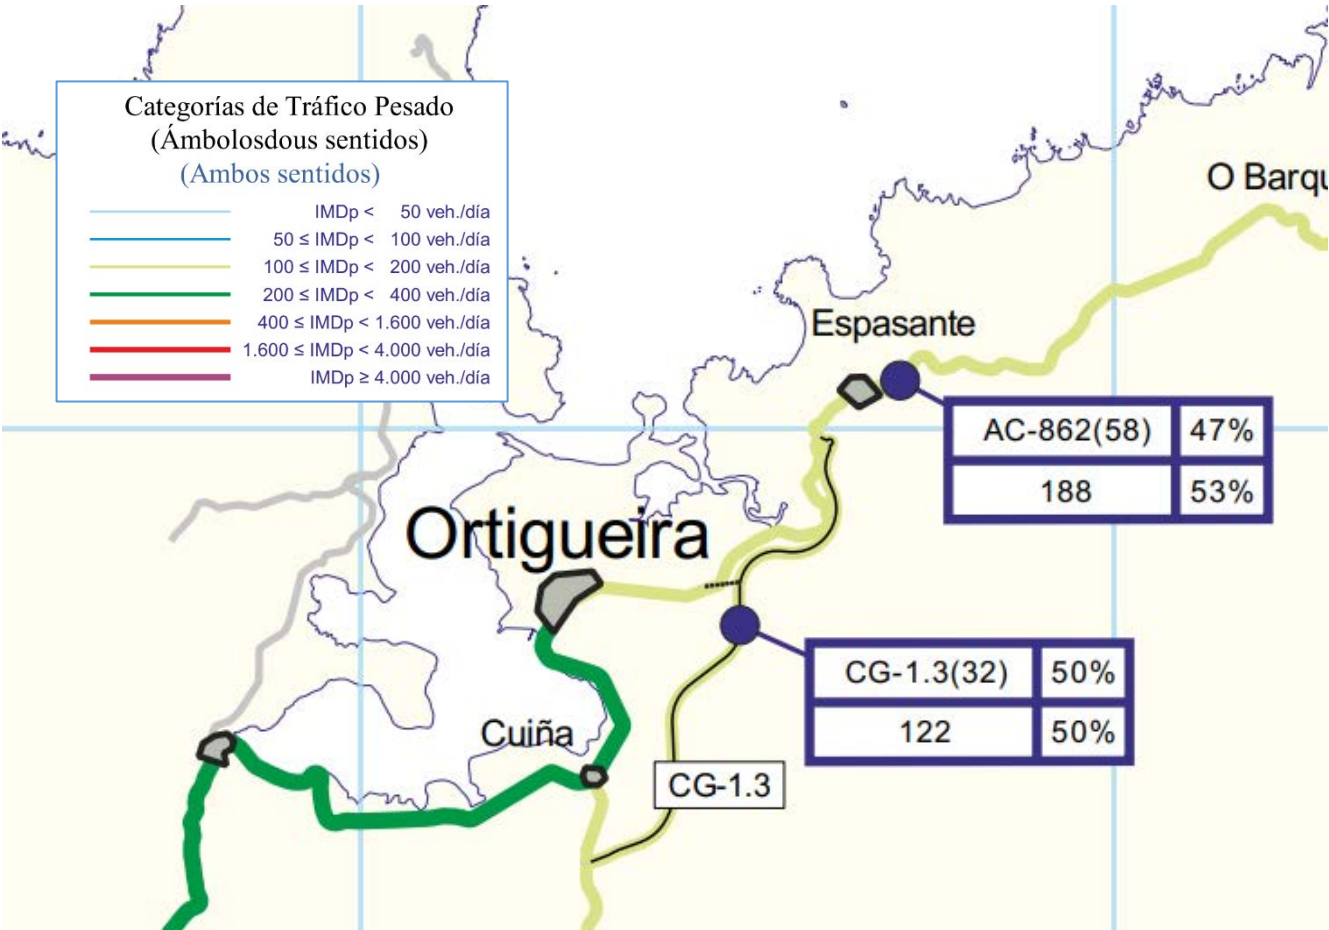 Categorías de Tráfico Pesado
(Ámbolosdous sentidos)
(Ambos sentidos)
IMDp < 50 veh./día
50 ≤ IMDp < 100 veh./día
100 ≤ IMDp < 200 veh./día
200 ≤ IMDp < 400 veh./día
400 ≤ IMDp < 1.600 veh./día
1.600 ≤ IMDp < 4.000 veh./día
IMDp ≥ 4.000 veh./día
O Barqu
Espasante
AC-862(58) 47%
188 53%
Ortigueira
CG-1.3(32) 50%
122 50%
Cuiña
CG-1.3